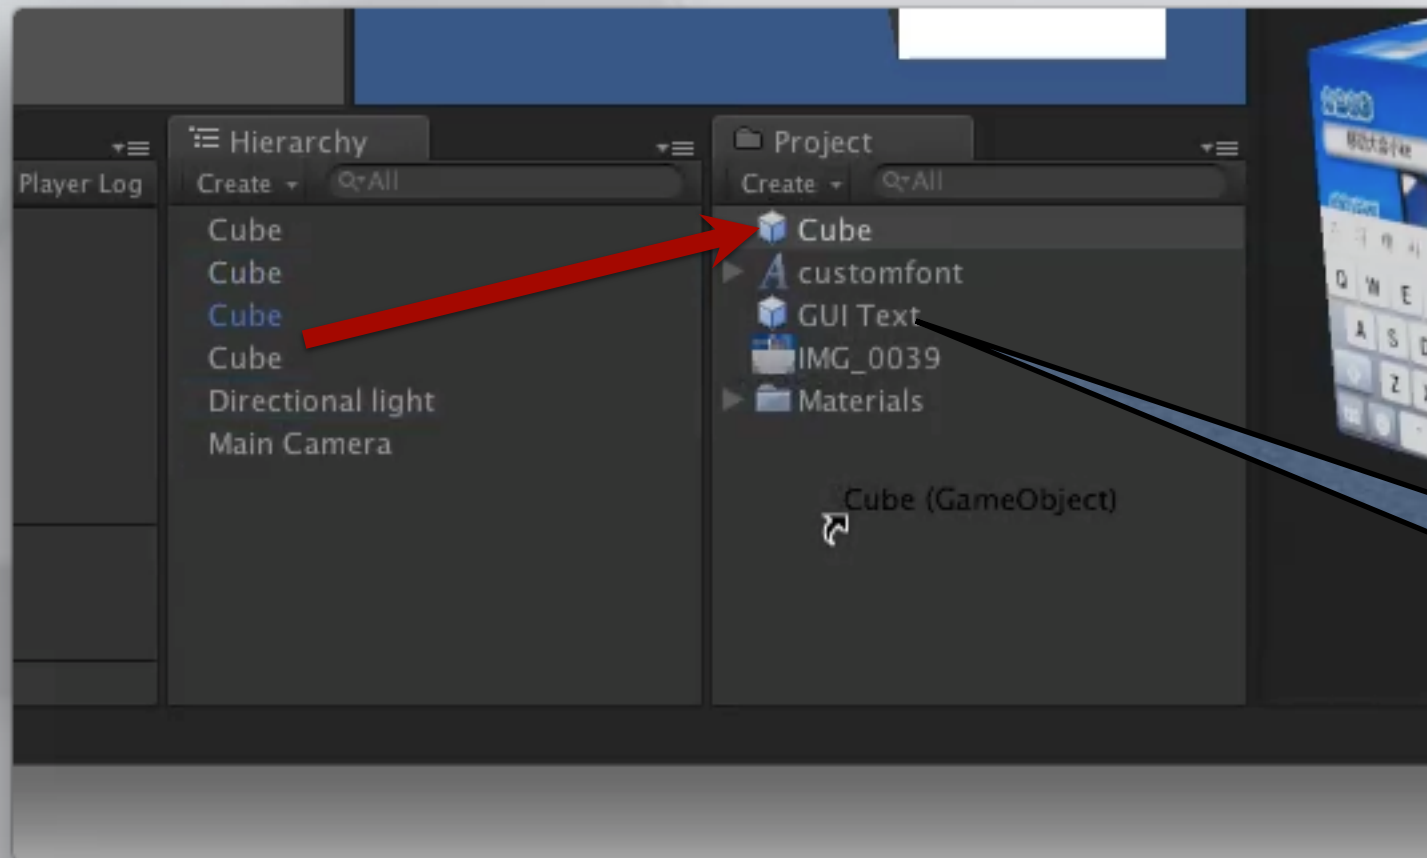 Hierarchy
Project
Player Log
Create
All
Create
All
Cube
Cube
Cube
Cube
Directional light
Main Camera
Cube
customfont
GUI Text
IMG_0039
Materials
Cube (GameObject)
Q W E
A S D
Z